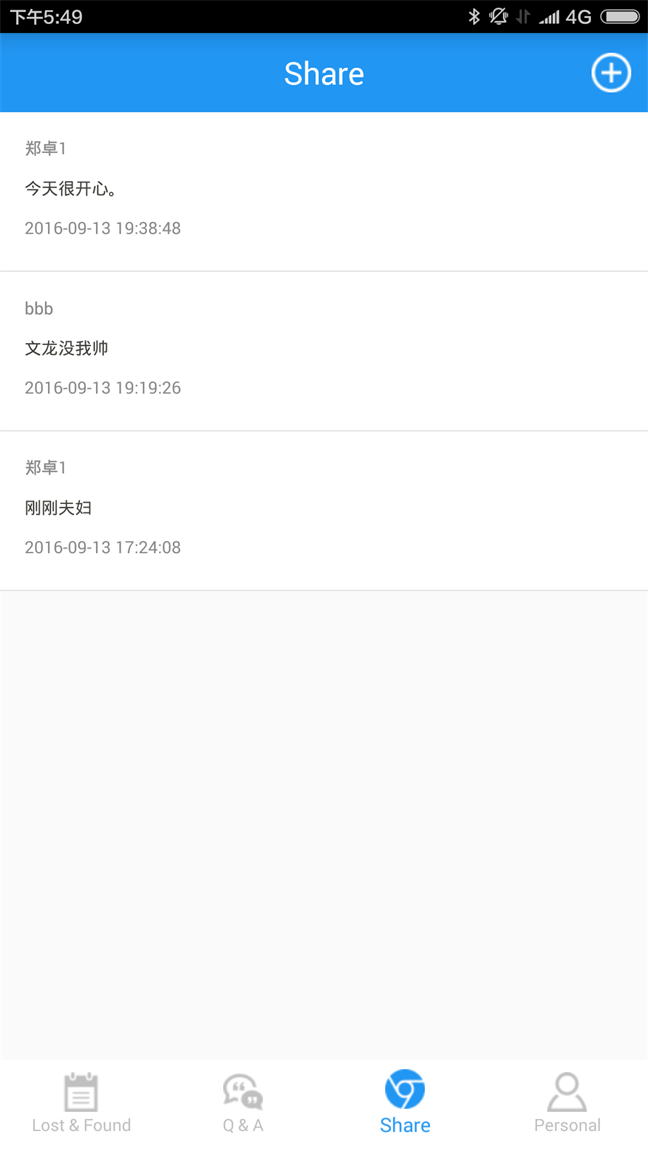 下午5:49
4G
Share
郑卓1
今天很开心。
2016-09-13 19:38:48
bbb
文龙没我帅
2016-09-13 19:19:26
郑卓1
刚刚夫妇
2016-09-13 17:24:08
Lost & Found
Q & A
Share
Personal